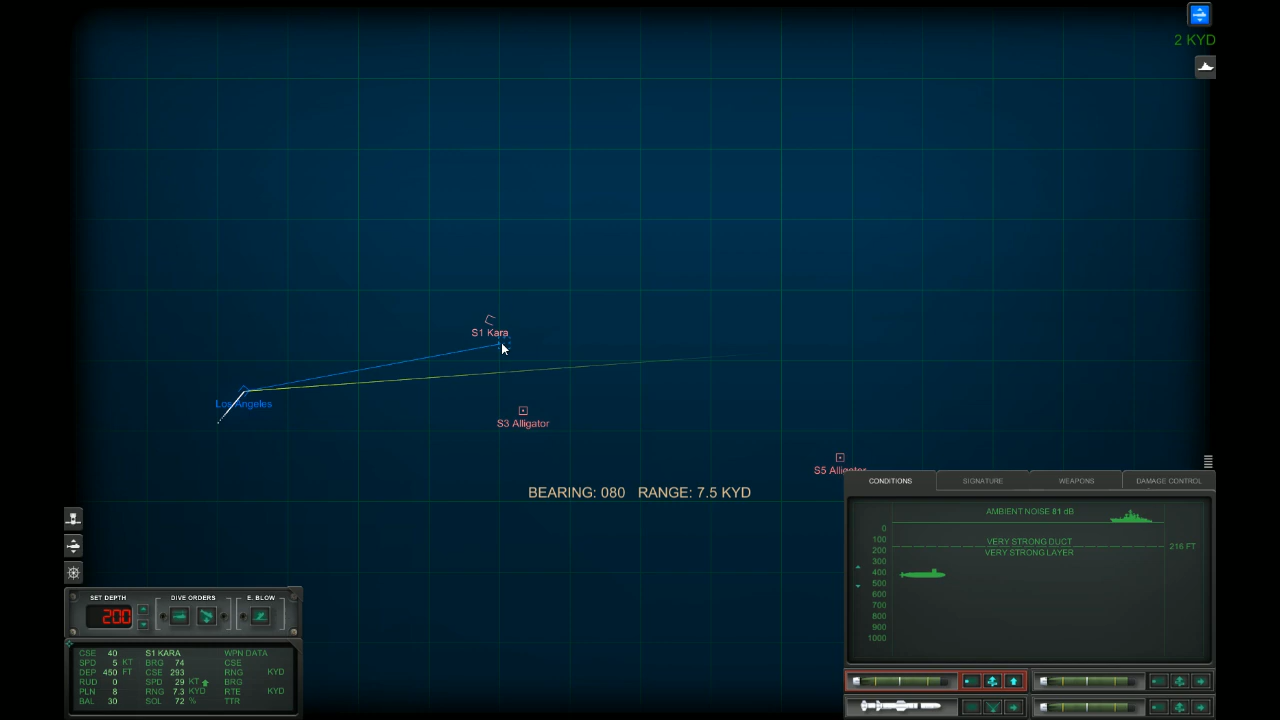 2 KYD
S1 Kara
Los Angeles
S3 Alligator
S5 Alligator
BEARING: 080 RANGE: 7.5 KYD
CONDITIONS SIGNATURE WEAPONS DAMAGE CONTROL
AMBIENT NOISE 81 dB
0
100
200
300
400
500
600
700
800
900
1000
VERY STRONG DUCT
VERY STRONG LAYER
216 FT
SET DEPTH DIVE ORDERS E. BLOW
200
CSE 40 S1 KARA WPN DATA
SPD 5 KT BRG 74 CSE
DEP 450 FT CSE 293 RNG KYD
RUD 0 SPD 29 KT BRG
PLN 8 RNG 7.3 KYD RTE KYD
BAL 30 SOL 72 % TTR